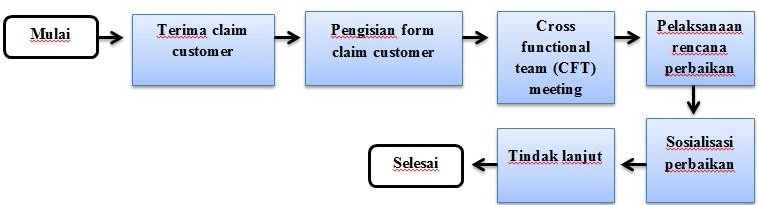 Mulai
Terima claim
customer
Pengisian form
claim customer
Cross
functional
team (CFT)
meeting
Pelaksanaan
rencana
perbaikan
Sosialisasi
perbaikan
Tindak lanjut
Selesai